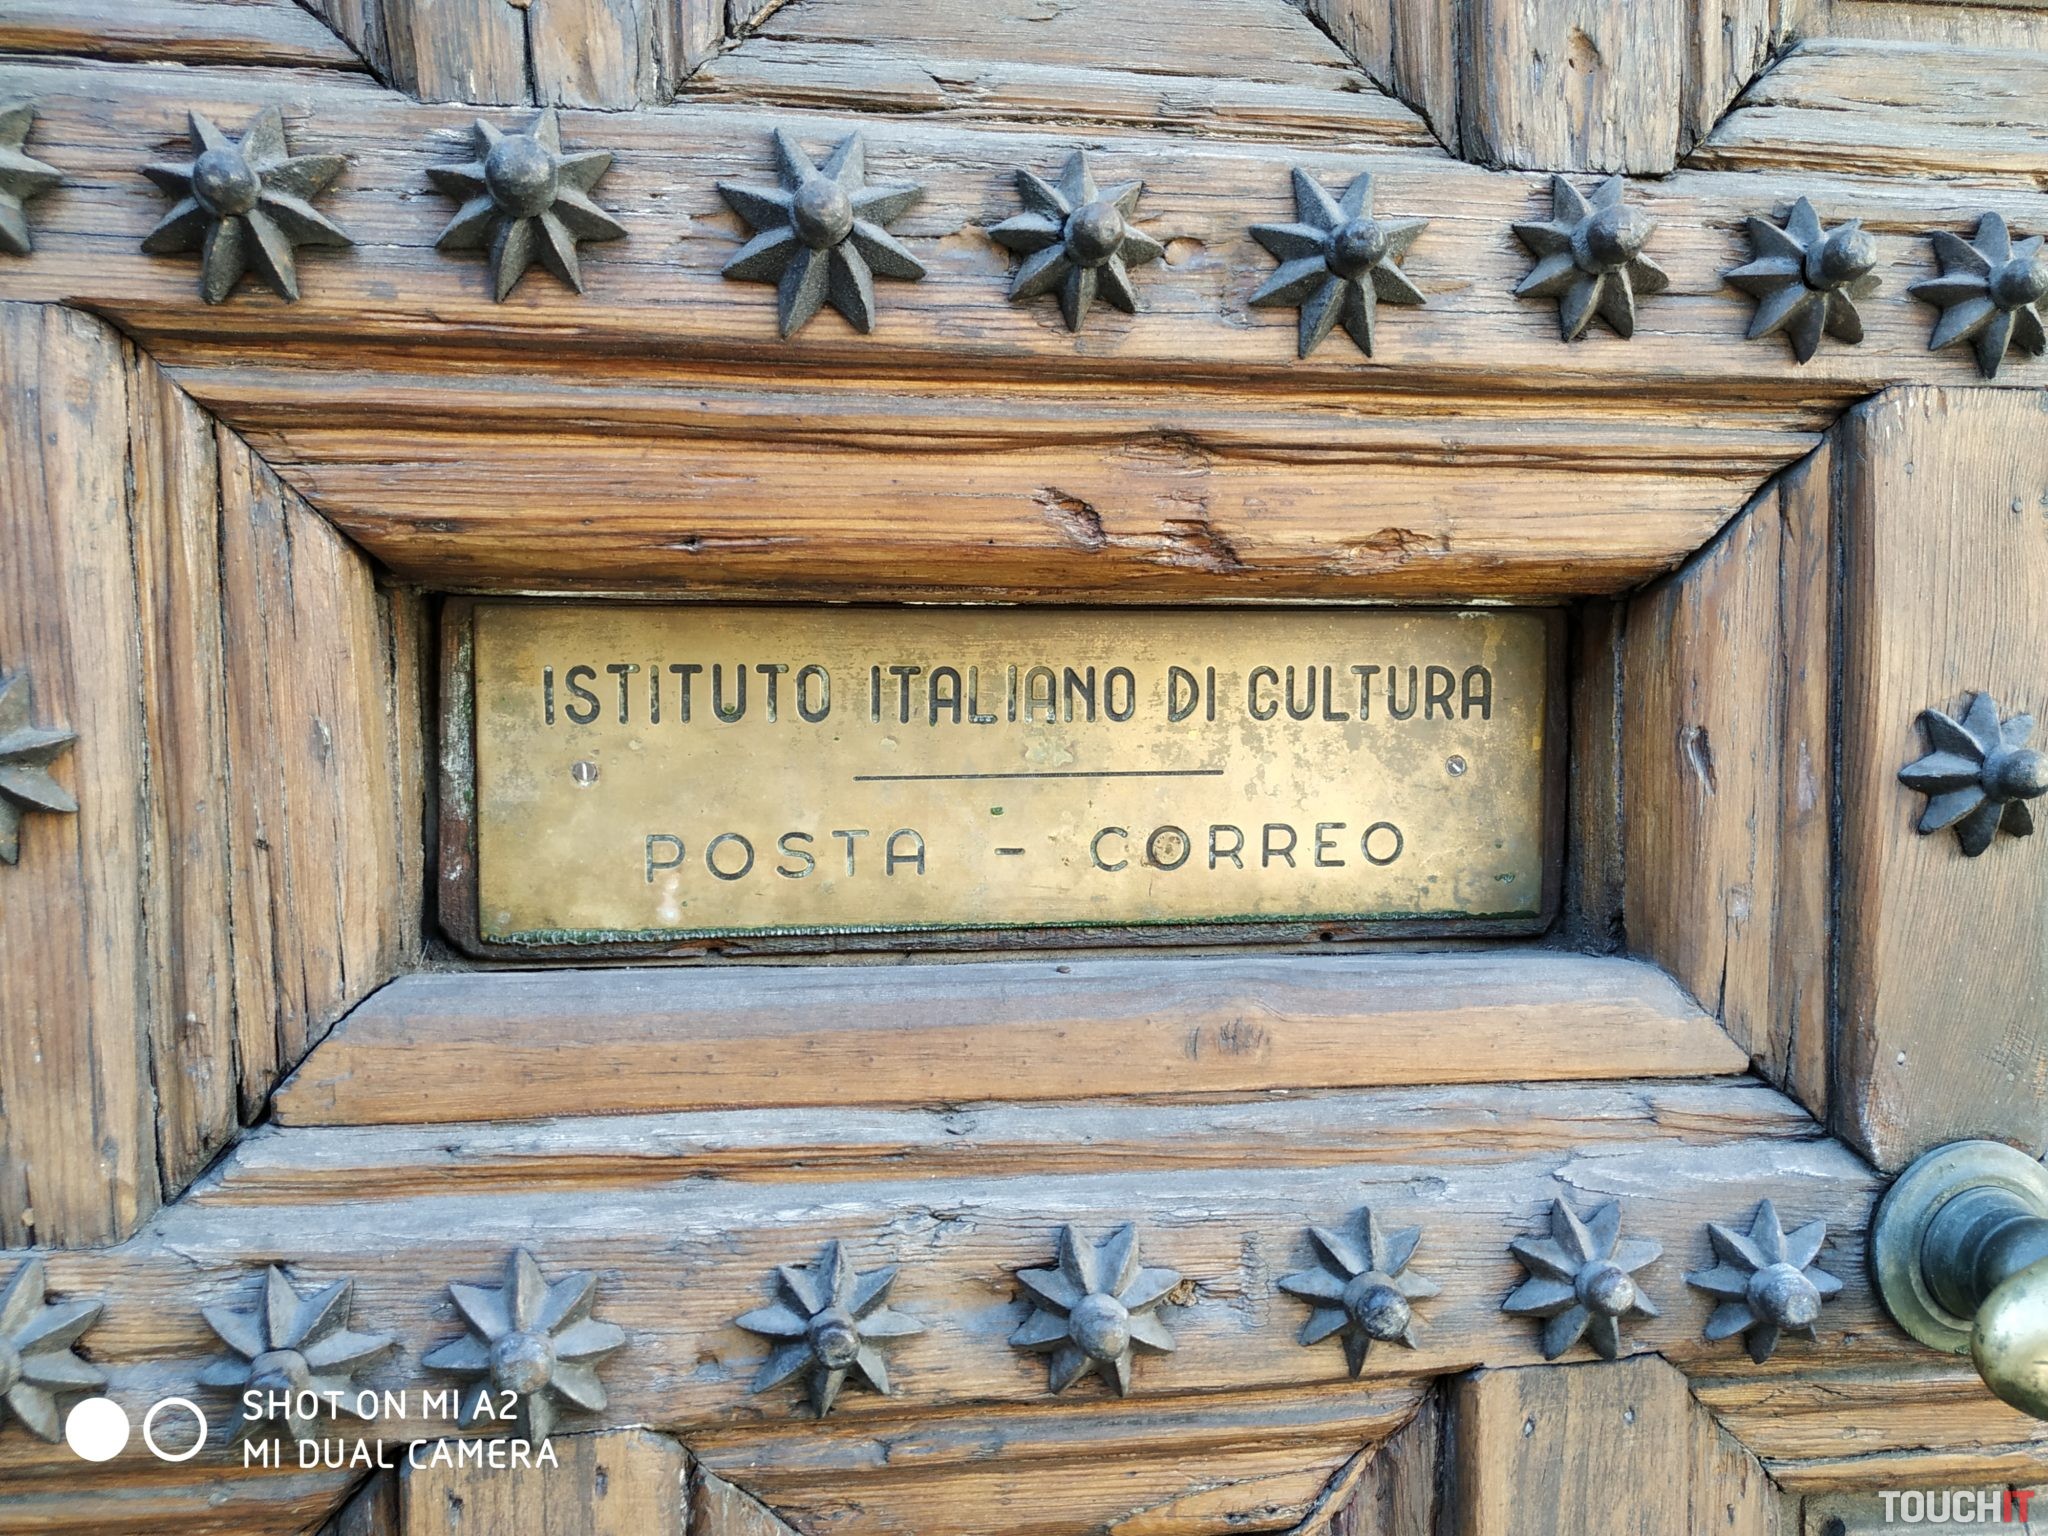 ISTITUTO ITALIANO DI CULTURA
POSTA - CORREO
SHOT ON MI A2
MI DUAL CAMERA
TOUCHIT